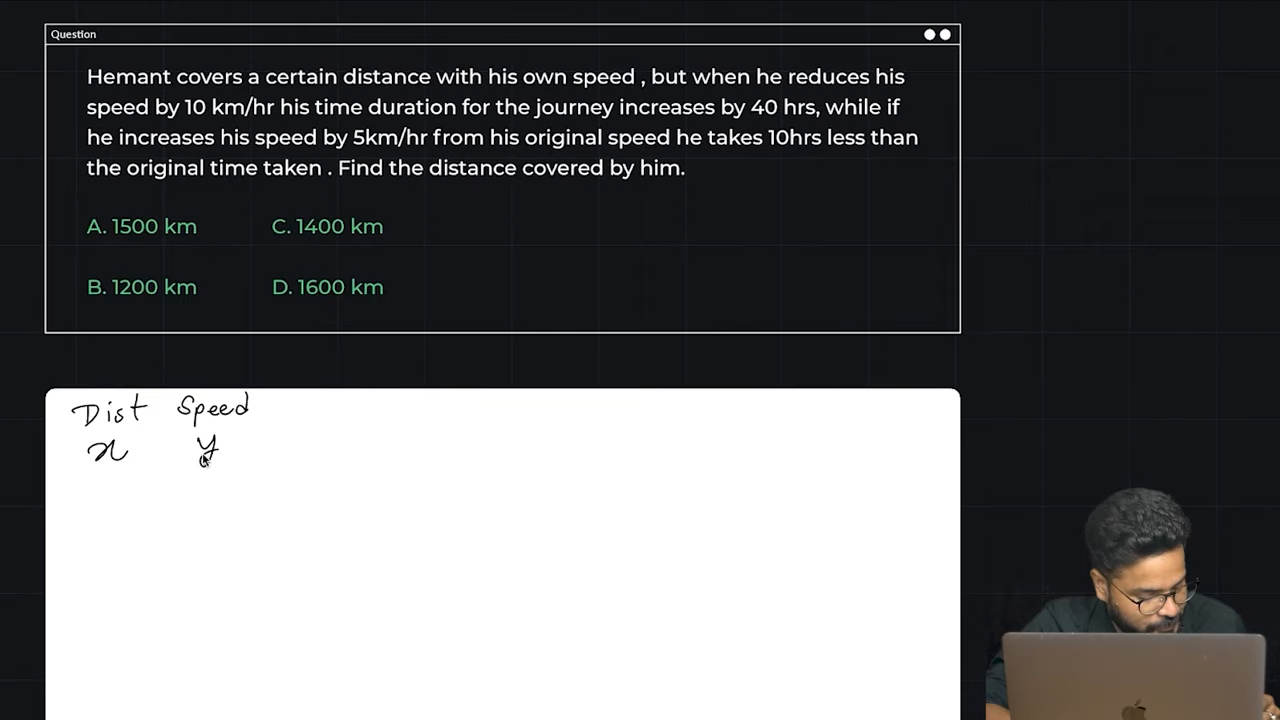 Question
Hemant covers a certain distance with his own speed , but when he reduces his
speed by 10 km/hr his time duration for the journey increases by 40 hrs, while if
he increases his speed by 5km/hr from his original speed he takes 10hrs less than
the original time taken . Find the distance covered by him.
A. 1500 km C. 1400 km
B. 1200 km D. 1600 km
Dist Speed
x y